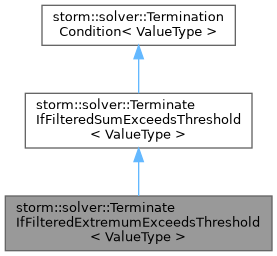 storm::solver::Termination
Condition< ValueType >
storm::solver::Terminate
IfFilteredSumExceedsThreshold
< ValueType >
storm::solver::Terminate
IfFilteredExtremumExceedsThreshold
< ValueType >